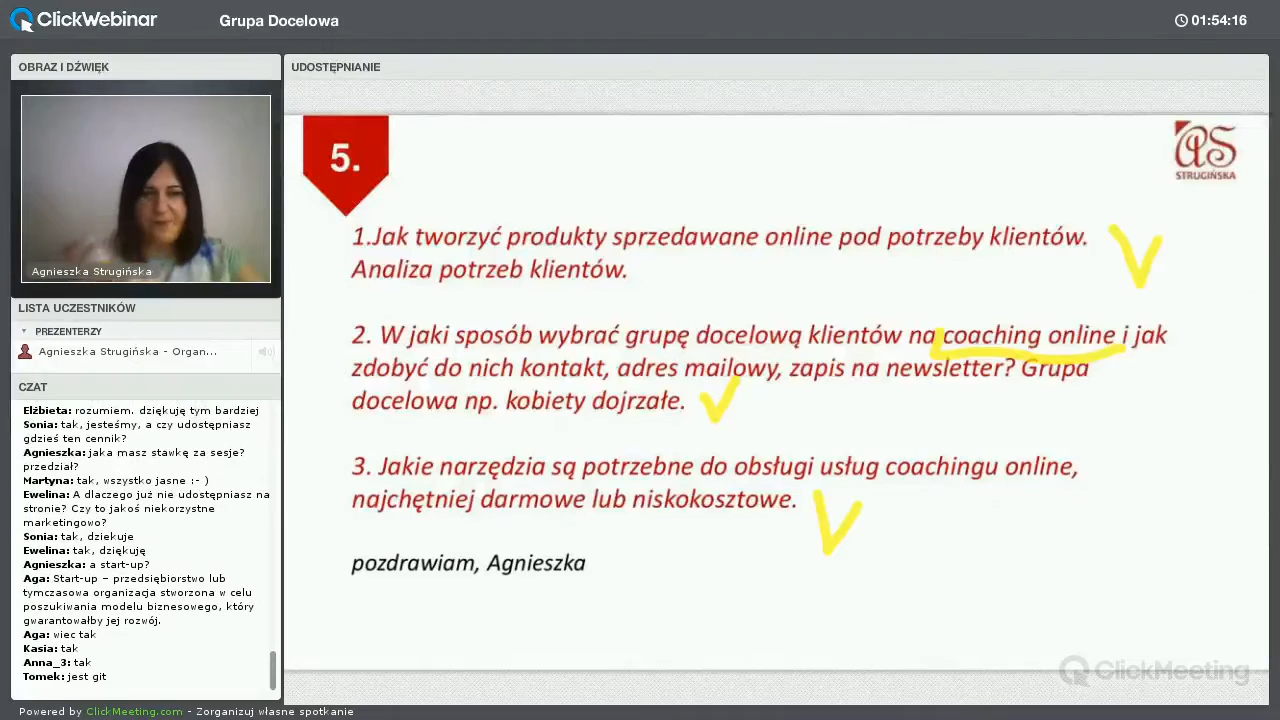 ClickWebinar
Grupa Docelowa
01:54:16
OBRAZ I DŹWIĘK
Agnieszka Strugińska
LISTA UCZESTNIKÓW
PREZENTERZY
Agnieszka Strugińska - Organ...
CZAT
Elżbieta: rozumiem. dziękuję tym bardziej
Sonia: tak, jesteśmy, a czy udostępniasz
gdzieś ten cennik?
Agnieszka: jaka masz stawkę za sesje?
przedział?
Martyna: tak, wszystko jasne :- )
Ewelina: A dlaczego już nie udostępniasz na
stronie? Czy to jakoś niekorzystne
marketingowo?
Sonia: tak, dziekuje
Ewelina: tak, dziękuję
Agnieszka: a start-up?
Aga: Start-up – przedsiębiorstwo lub
tymczasowa organizacja stworzona w celu
poszukiwania modelu biznesowego, który
gwarantowałby jej rozwój.
Aga: wiec tak
Kasia: tak
Anna_3: tak
Tomek: jest git
UDOSTĘPNIANIE
5.
aS
STRUGIŃSKA
1.Jak tworzyć produkty sprzedawane online pod potrzeby klientów.
Analiza potrzeb klientów.
2. W jaki sposób wybrać grupę docelową klientów na coaching online i jak
zdobyć do nich kontakt, adres mailowy, zapis na newsletter? Grupa
docelowa np. kobiety dojrzałe.
3. Jakie narzędzia są potrzebne do obsługi usług coachingu online,
najchętniej darmowe lub niskokosztowe.
pozdrawiam, Agnieszka
ClickMeeting
Powered by ClickMeeting.com - Zorganizuj własne spotkanie